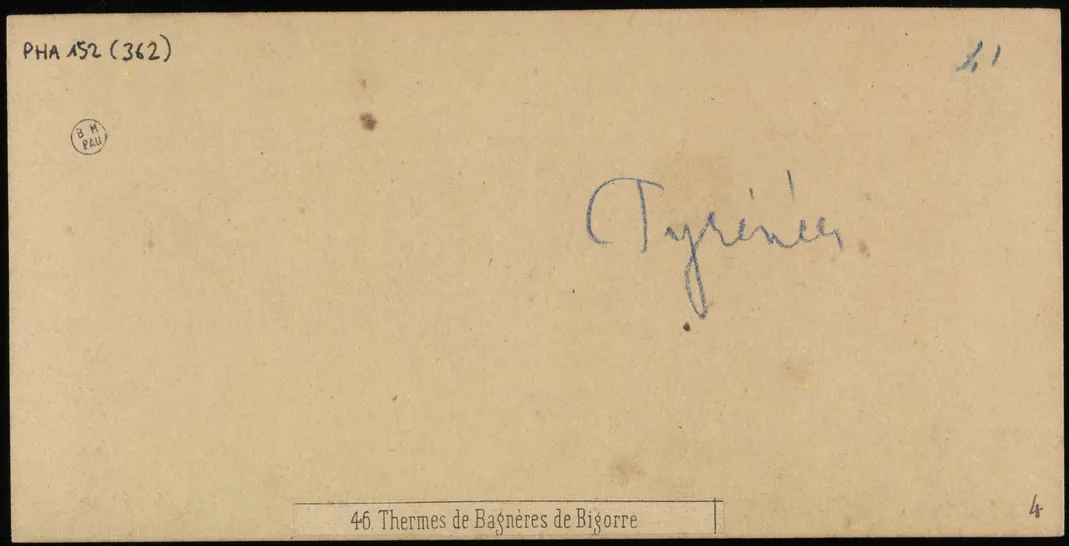 PHA 152 (362)
B M
PAU
Pyrénées
46. Thermes de Bagnères de Bigorre
4